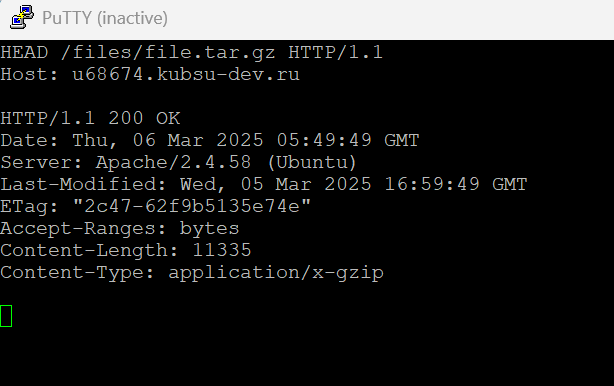 PuTTY (inactive)
HEAD /files/file.tar.gz HTTP/1.1
Host: u68674.kubsu-dev.ru

HTTP/1.1 200 OK
Date: Thu, 06 Mar 2025 05:49:49 GMT
Server: Apache/2.4.58 (Ubuntu)
Last-Modified: Wed, 05 Mar 2025 16:59:49 GMT
ETag: "2c47-62f9b5135e74e"
Accept-Ranges: bytes
Content-Length: 11335
Content-Type: application/x-gzip